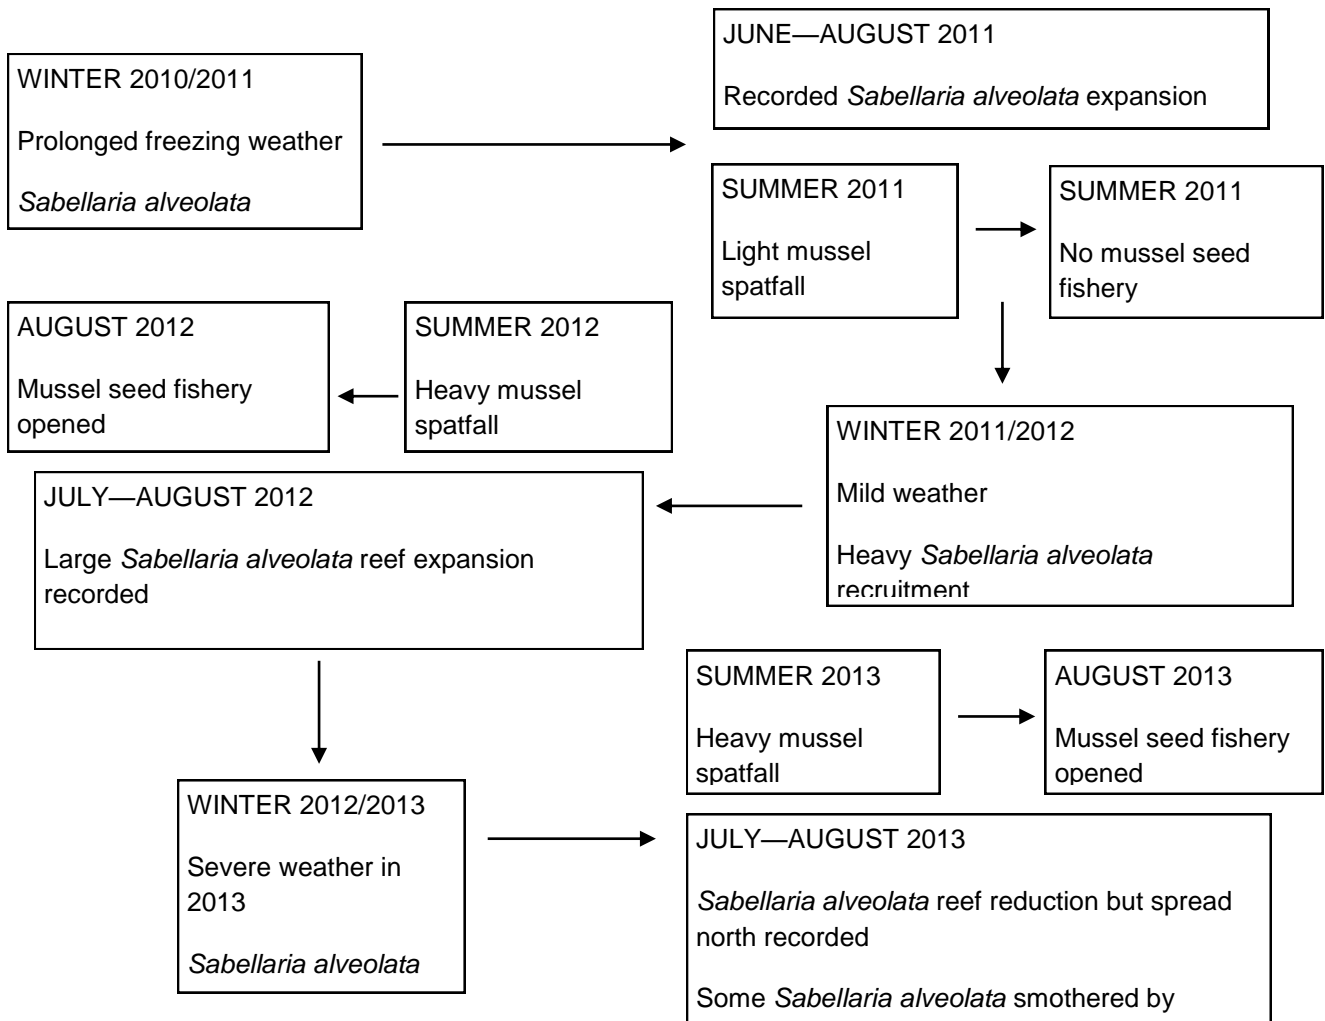 WINTER 2010/2011
Prolonged freezing weather
Sabellaria alveolata
JUNE—AUGUST 2011
Recorded Sabellaria alveolata expansion
SUMMER 2011
Light mussel
spatfall
SUMMER 2011
No mussel seed
fishery
AUGUST 2012
Mussel seed fishery
opened
SUMMER 2012
Heavy mussel
spatfall
WINTER 2011/2012
Mild weather
Heavy Sabellaria alveolata
recruitment
JULY—AUGUST 2012
Large Sabellaria alveolata reef expansion
recorded
SUMMER 2013
Heavy mussel
spatfall
AUGUST 2013
Mussel seed fishery
opened
WINTER 2012/2013
Severe weather in
2013
Sabellaria alveolata
JULY—AUGUST 2013
Sabellaria alveolata reef reduction but spread
north recorded
Some Sabellaria alveolata smothered by